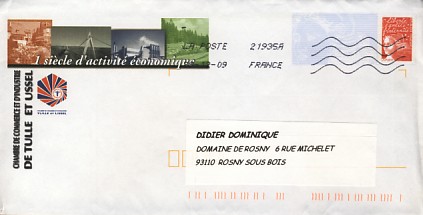 LA POSTE 21935A
-09 FRANCE
1 siècle d'activité économique
CHAMBRE DE COMMERCE ET D'INDUSTRIE
DE TULLE ET USSEL
DIDIER DOMINIQUE
DOMAINE DE ROSNY 6 RUE MICHELET
93110 ROSNY SOUS BOIS